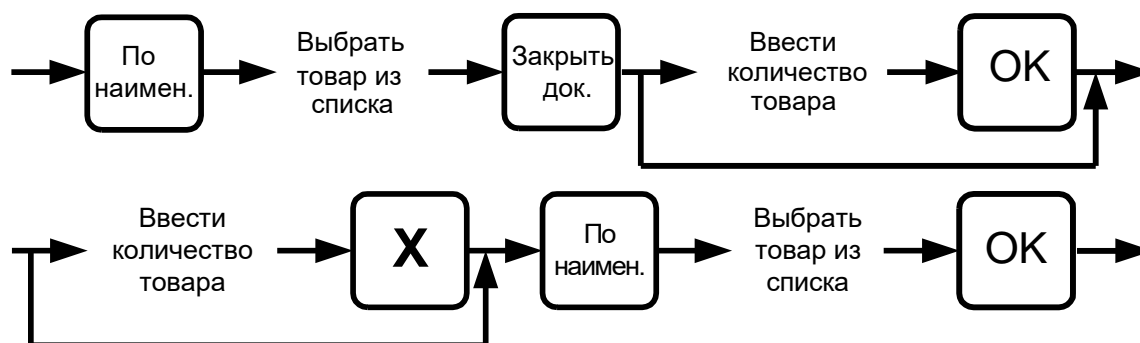 По
наимен.
Выбрать
товар из
списка
Закрыть
док.
Ввести
количество
товара
OK
Ввести
количество
товара
X
По
наимен.
Выбрать
товар из
списка
OK